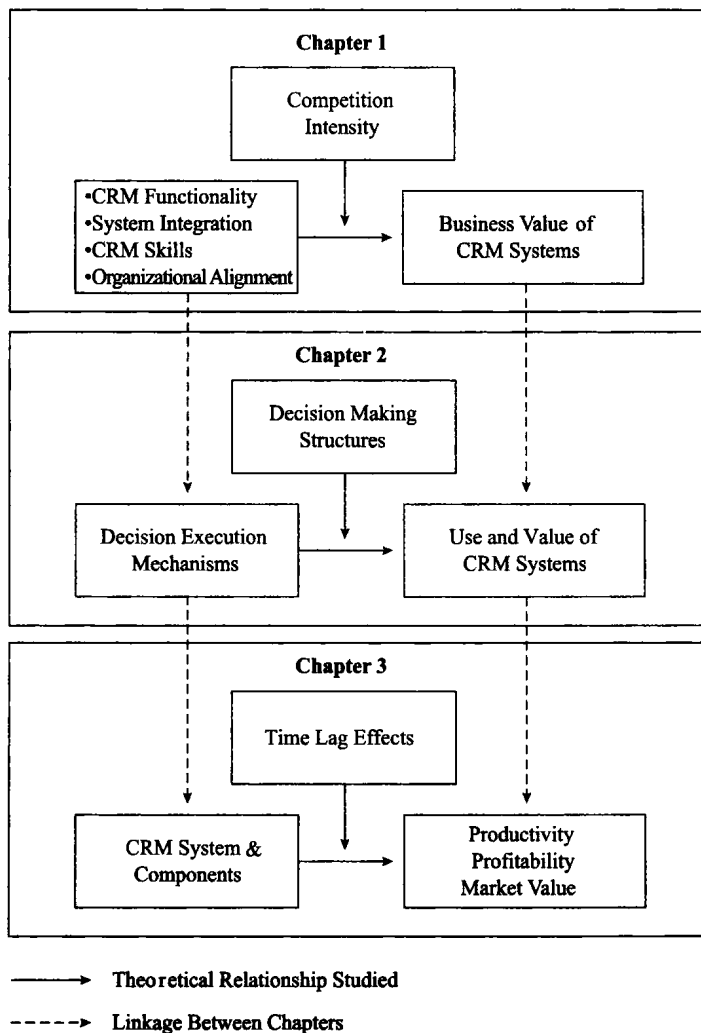 Chapter 1
Competition
Intensity
•CRM Functionality
•System Integration
•CRM Skills
•Organizational Alignment
Business Value of
CRM Systems
Chapter 2
Decision Making
Structures
Decision Execution
Mechanisms
Use and Value of
CRM Systems
Chapter 3
Time Lag Effects
CRM System &
Components
Productivity
Profitability
Market Value
Theoretical Relationship Studied
Linkage Between Chapters